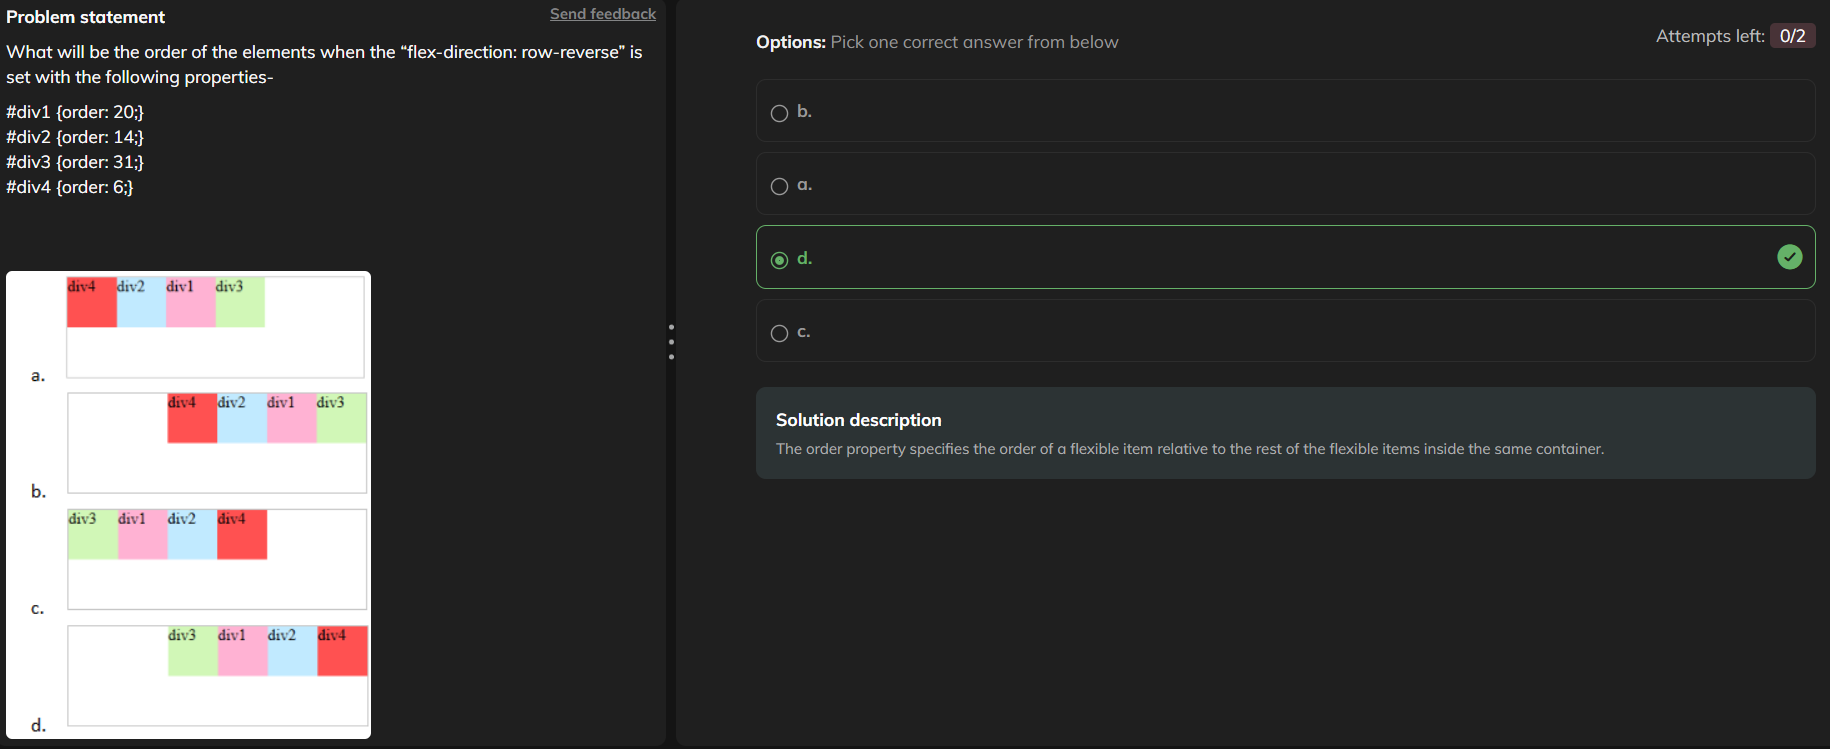 Problem statement
Send feedback
What will be the order of the elements when the “flex-direction: row-reverse” is
set with the following properties-
#div1 {order: 20;}
#div2 {order: 14;}
#div3 {order: 31;}
#div4 {order: 6;}
div4 div2 div1 div3
a.
div4 div2 div1 div3
b.
div3 div1 div2 div4
c.
div3 div1 div2 div4
d.
Options: Pick one correct answer from below
Attempts left: 0/2
b.
a.
d.
c.
Solution description
The order property specifies the order of a flexible item relative to the rest of the flexible items inside the same container.